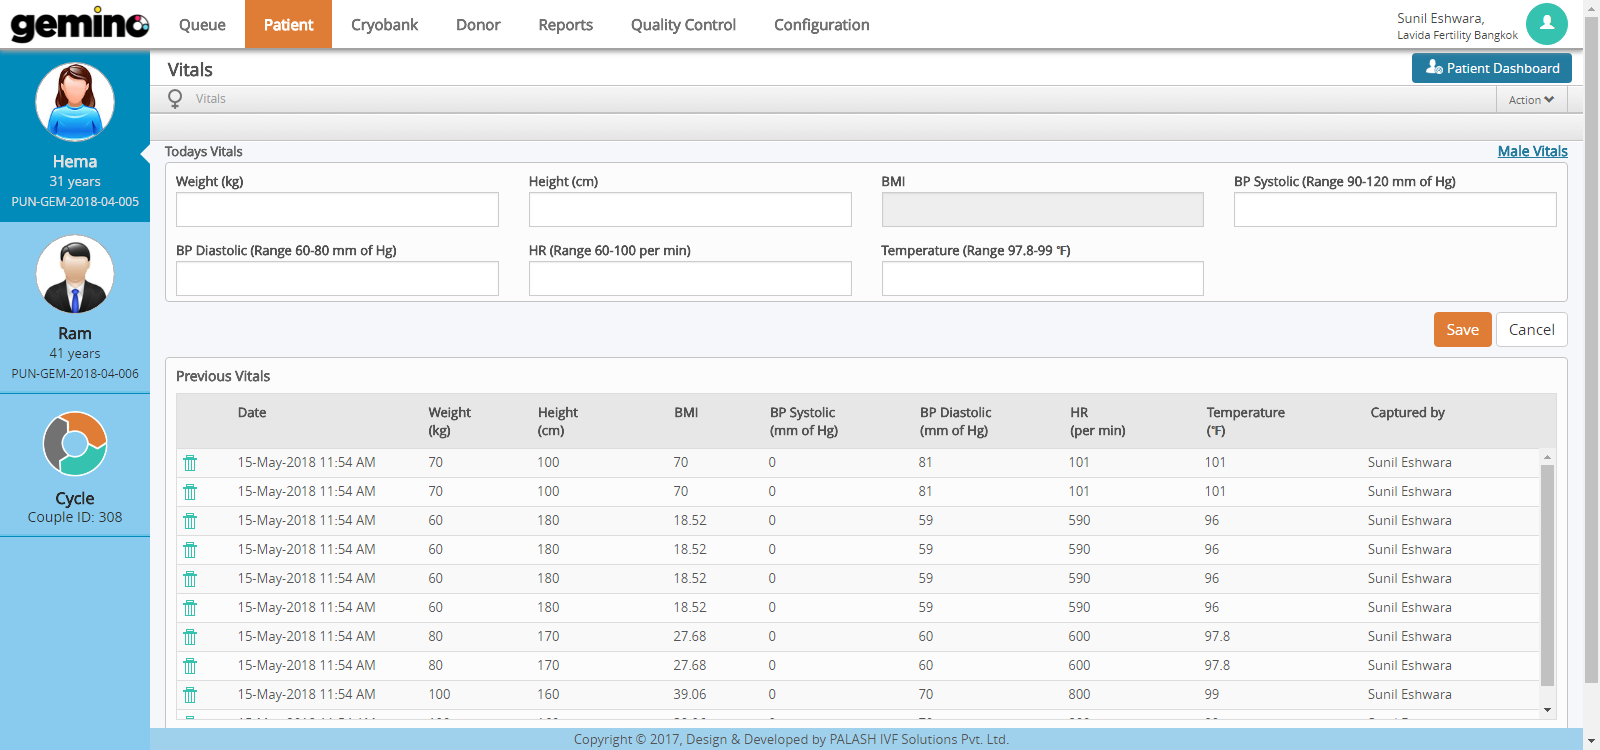 gemino Queue Patient Cryobank Donor Reports Quality Control Configuration Sunil Eshwara,
Lavida Fertility Bangkok
Vitals Patient Dashboard
Vitals Action
Hema
31 years
PUN-GEM-2018-04-005
Ram
41 years
PUN-GEM-2018-04-006
Cycle
Couple ID: 308
Todays Vitals Male Vitals
Weight (kg) Height (cm) BMI BP Systolic (Range 90-120 mm of Hg)
BP Diastolic (Range 60-80 mm of Hg) HR (Range 60-100 per min) Temperature (Range 97.8-99 °F)
Save Cancel
Previous Vitals
Date Weight (kg) Height (cm) BMI BP Systolic (mm of Hg) BP Diastolic (mm of Hg) HR (per min) Temperature (°F) Captured by
15-May-2018 11:54 AM 70 100 70 0 81 101 101 Sunil Eshwara
15-May-2018 11:54 AM 70 100 70 0 81 101 101 Sunil Eshwara
15-May-2018 11:54 AM 60 180 18.52 0 59 590 96 Sunil Eshwara
15-May-2018 11:54 AM 60 180 18.52 0 59 590 96 Sunil Eshwara
15-May-2018 11:54 AM 60 180 18.52 0 59 590 96 Sunil Eshwara
15-May-2018 11:54 AM 60 180 18.52 0 59 590 96 Sunil Eshwara
15-May-2018 11:54 AM 80 170 27.68 0 60 600 97.8 Sunil Eshwara
15-May-2018 11:54 AM 80 170 27.68 0 60 600 97.8 Sunil Eshwara
15-May-2018 11:54 AM 100 160 39.06 0 70 800 99 Sunil Eshwara
Copyright © 2017, Design & Developed by PALASH IVF Solutions Pvt. Ltd.